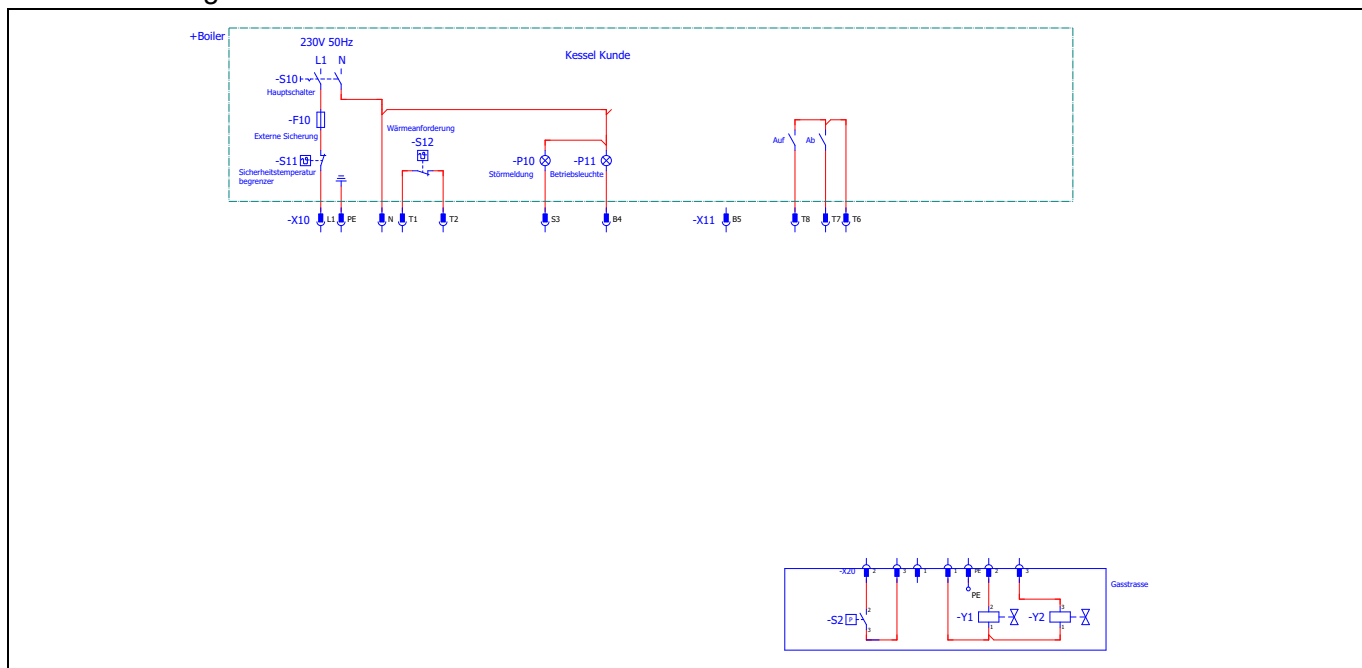 +Boiler
230V 50Hz
Kessel Kunde
L1 N
-S10
Hauptschalter
-F10
Externe Sicherung
Wärmeanforderung
-S12
Auf
Ab
-S11
Sicherheitstemperatur
begrenzer
-P10
Störmeldung
-P11
Betriebsleuchte
-X10 L1 PE N T1 T2 S3 B4 -X11 B5 T8 T7 T6
-X20 2 3 1 1 PE 2 3
Gasstrasse
PE
-S2 P 2 3
-Y1 2 1
-Y2 3 1